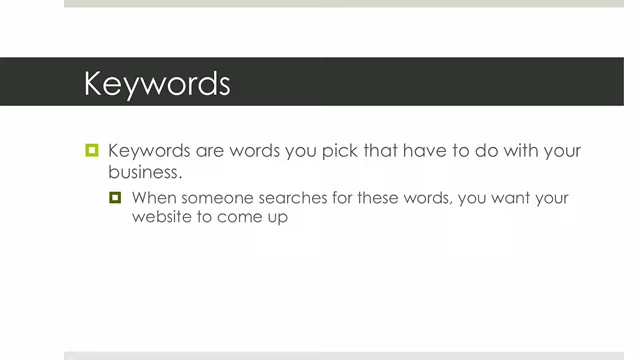 Keywords
Keywords are words you pick that have to do with your
business.
When someone searches for these words, you want your
website to come up